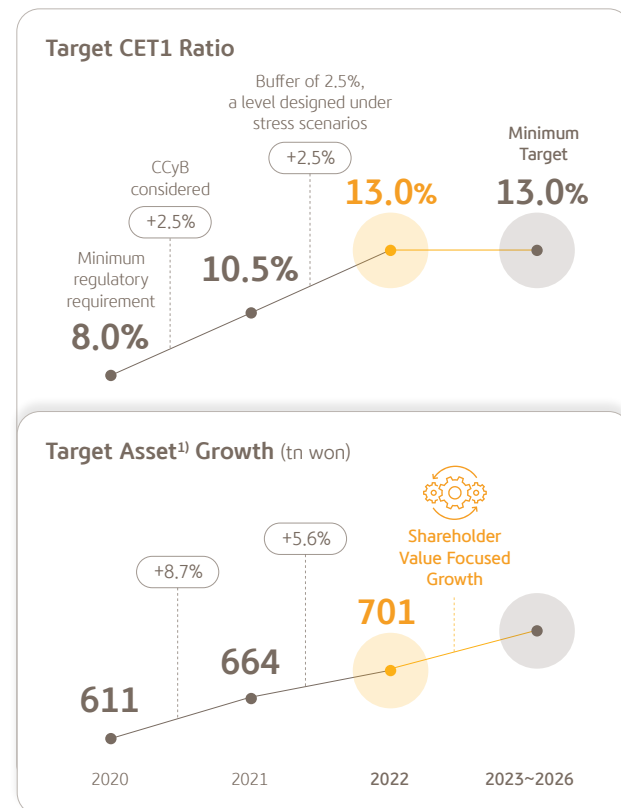 Target CET1 Ratio
Buffer of 2.5%,
a level designed under
stress scenarios
+2.5%
Minimum
Target
CCyB
considered
+2.5%
13.0%
13.0%
Minimum
regulatory
requirement
10.5%
8.0%
Target Asset1) Growth (tn won)
+8.7%
+5.6%
Shareholder
Value Focused
Growth
701
664
611
2020
2021
2022
2023~2026